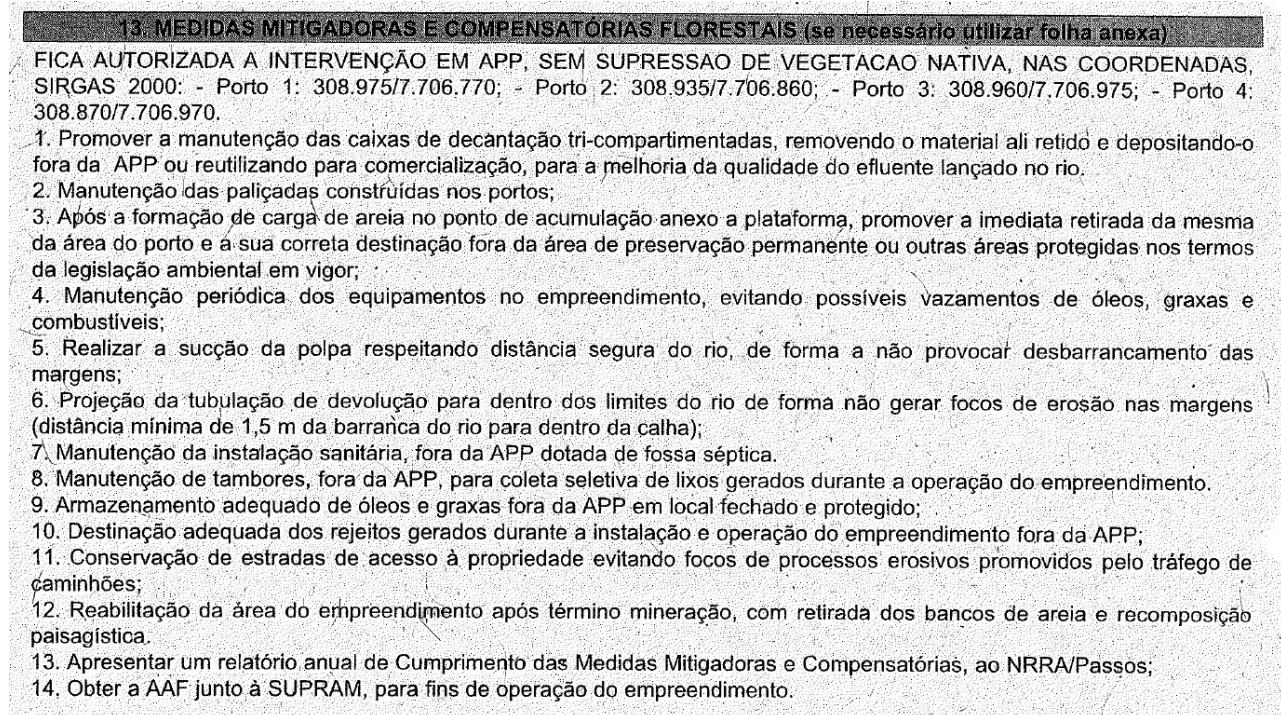 13. MEDIDAS MITIGADORAS E COMPENSATÓRIAS FLORESTAIS (se necessário utilizar folha anexa)
FICA AUTORIZADA A INTERVENÇÃO EM APP, SEM SUPRESSAO DE VEGETACAO NATIVA, NAS COORDENADAS,
SIRGAS 2000: - Porto 1: 308.975/7.706.770; - Porto 2: 308.935/7.706.860; - Porto 3: 308.960/7.706.975; - Porto 4:
308.870/7.706.970.
1. Promover a manutenção das caixas de decantação tri-compartimentadas, removendo o material ali retido e depositando-o
fora da APP ou reutilizando para comercialização, para a melhoria da qualidade do efluente lançado no rio.
2. Manutenção das paliçadas construídas nos portos;
3. Após a formação de carga de areia no ponto de acumulação anexo a plataforma, promover a imediata retirada da mesma
da área do porto e a sua correta destinação fora da área de preservação permanente ou outras áreas protegidas nos termos
da legislação ambiental em vigor;
4. Manutenção periódica dos equipamentos no empreendimento, evitando possíveis vazamentos de óleos, graxas e
combustíveis;
5. Realizar a sucção da polpa respeitando distância segura do rio, de forma a não provocar desbarrancamento das
margens;
6. Projeção da tubulação de devolução para dentro dos limites do rio de forma não gerar focos de erosão nas margens
(distância mínima de 1,5 m da barranca do rio para dentro da calha);
7. Manutenção da instalação sanitária, fora da APP dotada de fossa séptica.
8. Manutenção de tambores, fora da APP, para coleta seletiva de lixos gerados durante a operação do empreendimento.
9. Armazenamento adequado de óleos e graxas fora da APP em local fechado e protegido;
10. Destinação adequada dos rejeitos gerados durante a instalação e operação do empreendimento fora da APP;
11. Conservação de estradas de acesso à propriedade evitando focos de processos erosivos promovidos pelo tráfego de
caminhões;
12. Reabilitação da área do empreendimento após término mineração, com retirada dos bancos de areia e recomposição
paisagística.
13. Apresentar um relatório anual de Cumprimento das Medidas Mitigadoras e Compensatórias, ao NRRA/Passos;
14. Obter a AAF junto à SUPRAM, para fins de operação do empreendimento.